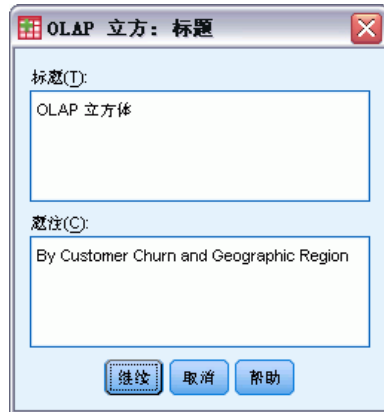 OLAP 立方: 标题
标题(T):
OLAP 立方体
题注(C):
By Customer Churn and Geographic Region
继续 取消 帮助